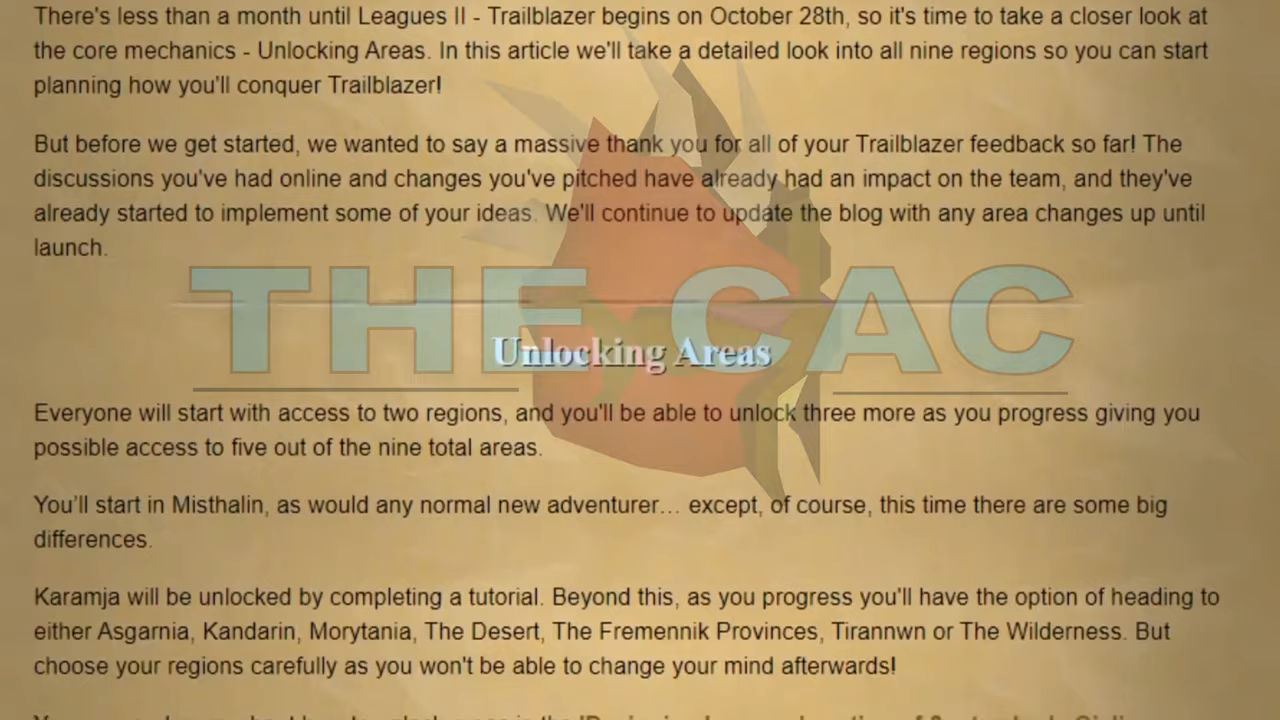 There's less than a month until Leagues II - Trailblazer begins on October 28th, so it's time to take a closer look at
the core mechanics - Unlocking Areas. In this article we'll take a detailed look into all nine regions so you can start
planning how you'll conquer Trailblazer!
But before we get started, we wanted to say a massive thank you for all of your Trailblazer feedback so far! The
discussions you've had online and changes you've pitched have already had an impact on the team, and they've
already started to implement some of your ideas. We'll continue to update the blog with any area changes up until
launch.
THE CAC
Unlocking Areas
Everyone will start with access to two regions, and you'll be able to unlock three more as you progress giving you
possible access to five out of the nine total areas.
You’ll start in Misthalin, as would any normal new adventurer… except, of course, this time there are some big
differences.
Karamja will be unlocked by completing a tutorial. Beyond this, as you progress you'll have the option of heading to
either Asgarnia, Kandarin, Morytania, The Desert, The Fremennik Provinces, Tirannwn or The Wilderness. But
choose your regions carefully as you won't be able to change your mind afterwards!